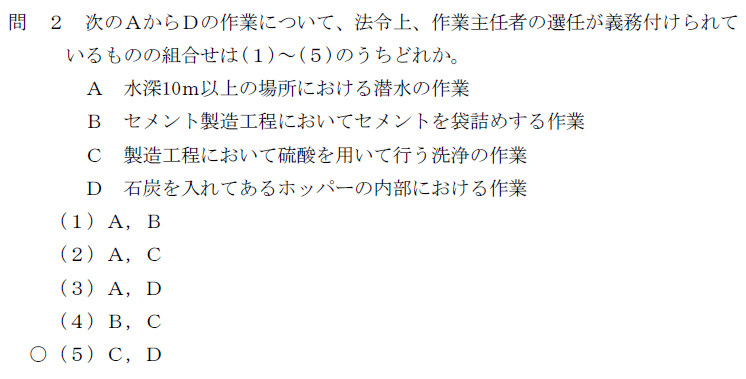 問　２　次のＡからＤの作業について、法令上、作業主任者の選任が義務付けられて
いるものの組合せは(１)～(５)のうちどれか。
Ａ　水深10ｍ以上の場所における潜水の作業
Ｂ　セメント製造工程においてセメントを袋詰めする作業
Ｃ　製造工程において硫酸を用いて行う洗浄の作業
Ｄ　石炭を入れてあるホッパーの内部における作業
(１)Ａ，Ｂ
(２)Ａ，Ｃ
(３)Ａ，Ｄ
(４)Ｂ，Ｃ
○(５)Ｃ，Ｄ